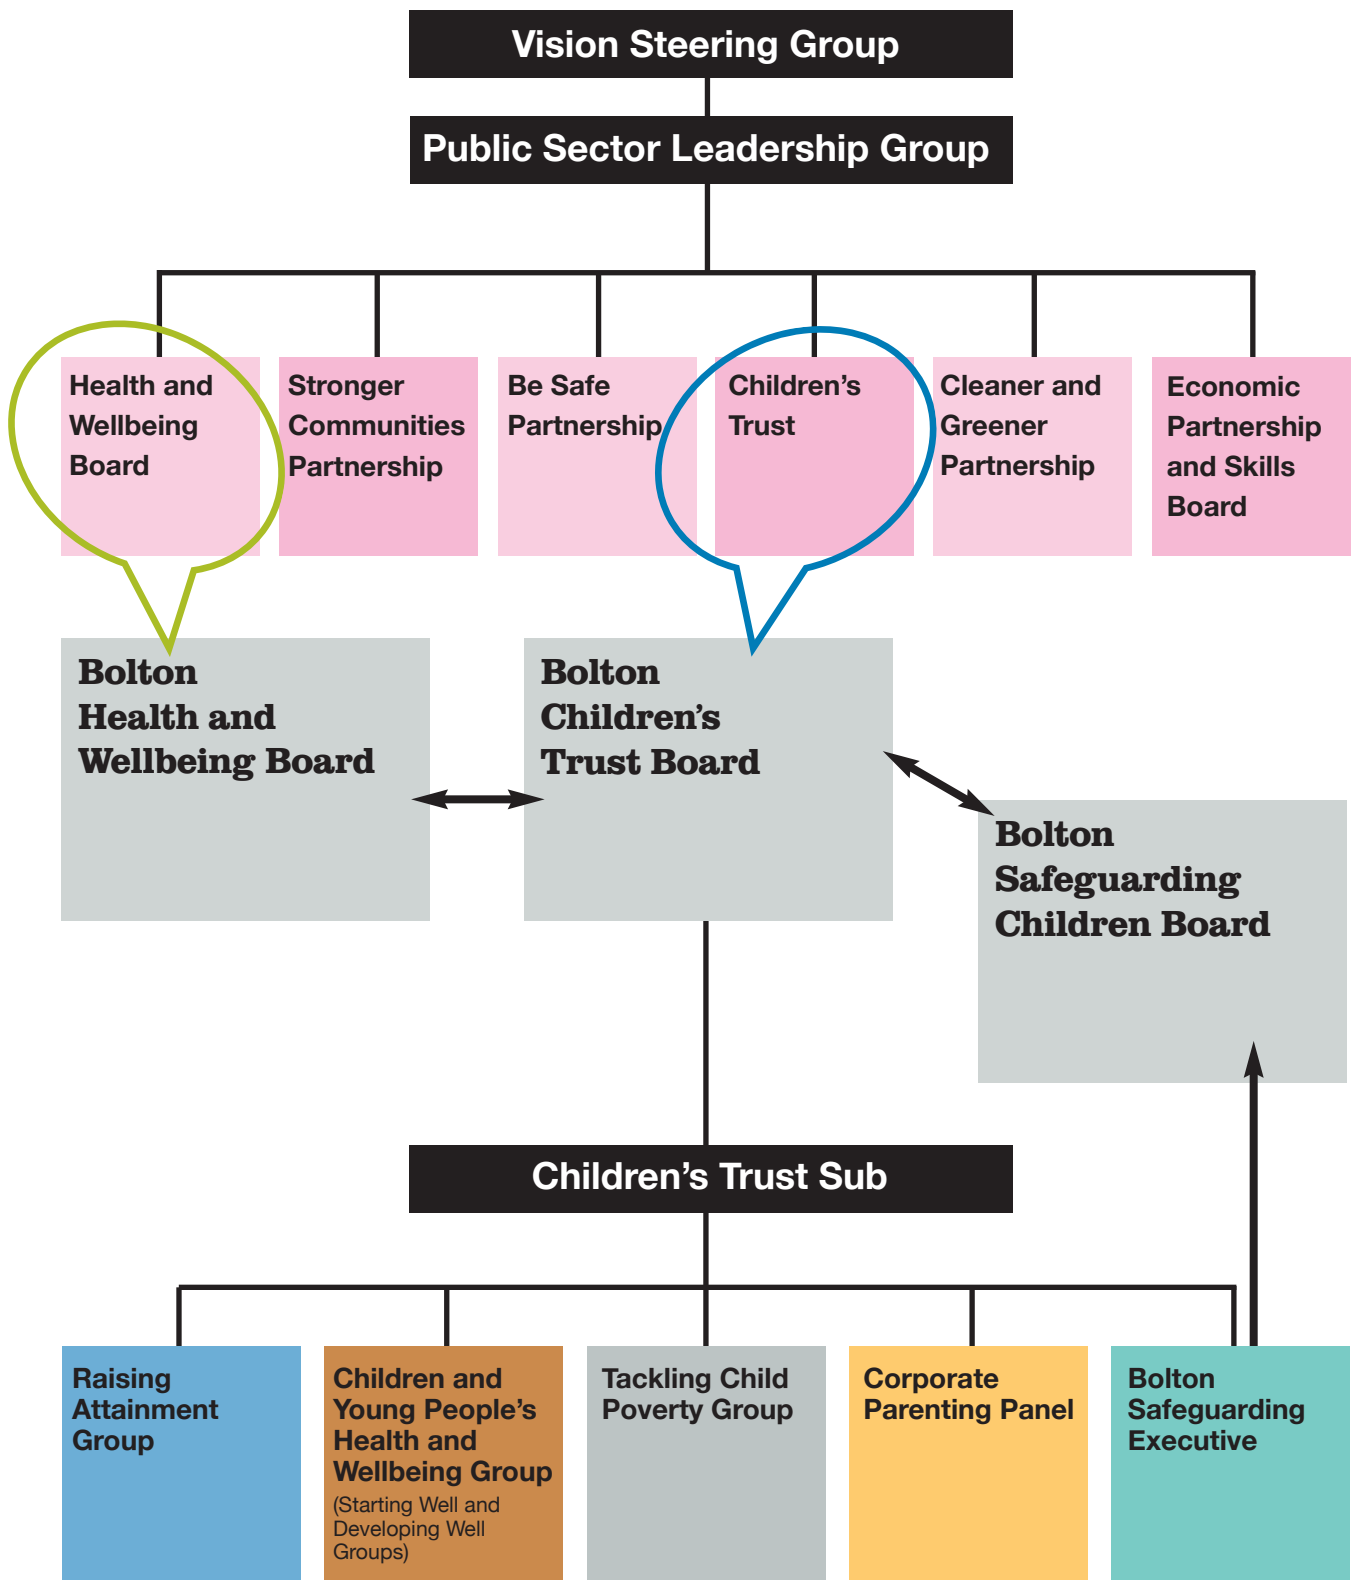 Vision Steering Group
Public Sector Leadership Group
Health and
Wellbeing
Board
Stronger
Communities
Partnership
Be Safe
Partnership
Children’s
Trust
Cleaner and
Greener
Partnership
Economic
Partnership
and Skills
Board
Bolton
Health and
Wellbeing Board
Bolton
Children’s
Trust Board
Bolton
Safeguarding
Children Board
Children’s Trust Sub
Raising
Attainment
Group
Children and
Young People’s
Health and
Wellbeing Group
(Starting Well and
Developing Well
Groups)
Tackling Child
Poverty Group
Corporate
Parenting Panel
Bolton
Safeguarding
Executive